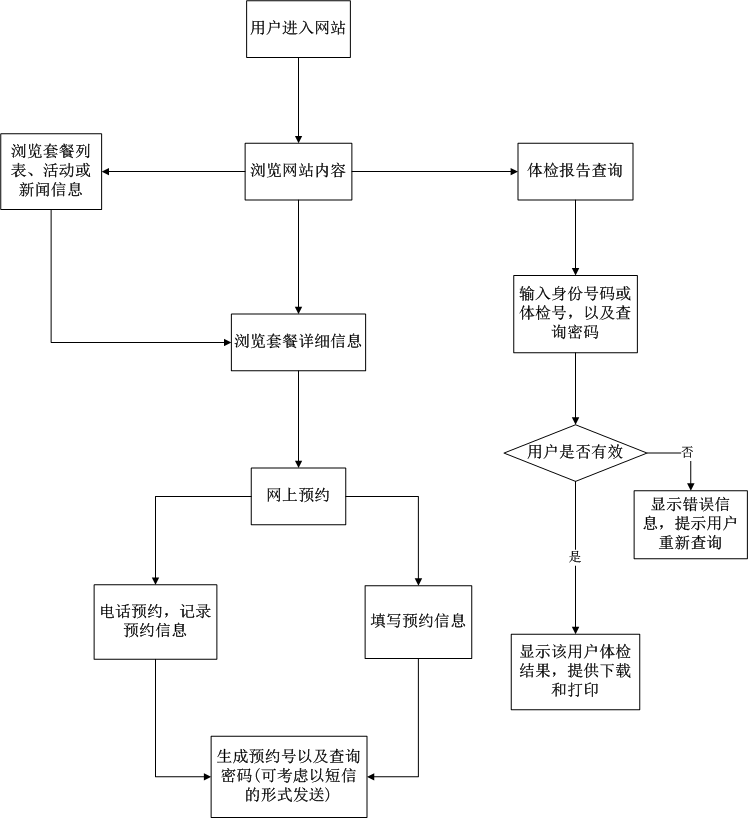 用户进入网站
浏览套餐列
表、活动或
新闻信息
浏览网站内容
体检报告查询
输入身份号码或
体检号，以及查
询密码
浏览套餐详细信息
用户是否有效
否
网上预约
显示错误信
息，提示用户
重新查询
是
电话预约，记录
预约信息
填写预约信息
显示该用户体检
结果，提供下载
和打印
生成预约号以及查询
密码(可考虑以短信
的形式发送)